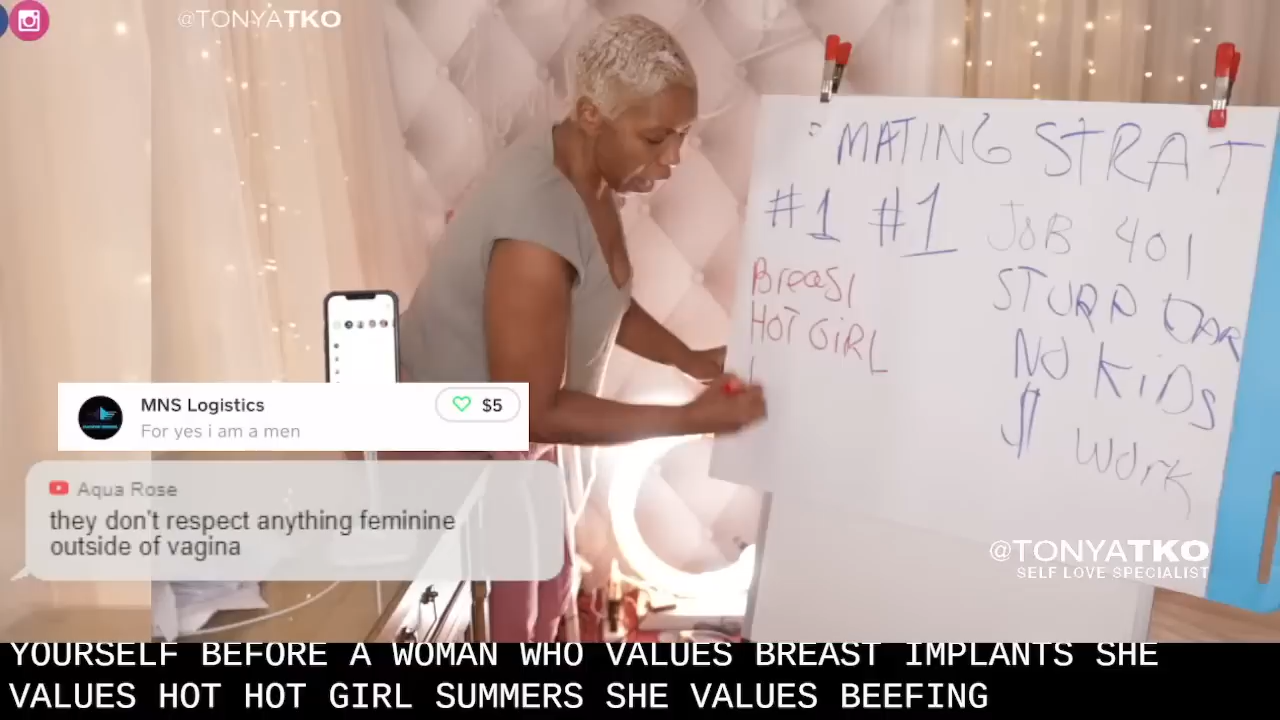 @TONYATKO
MATING STRAT
#1 #1
JOB 401
Breast
STURD CAR
HOT GiRL
NO KiDS
$ WORK
MNS Logistics
$5
For yes i am a men
Aqua Rose
they don't respect anything feminine
outside of vagina
@TONYATKO
SELF LOVE SPECIALIST
YOURSELF BEFORE A WOMAN WHO VALUES BREAST IMPLANTS SHE
VALUES HOT HOT GIRL SUMMERS SHE VALUES BEEFING